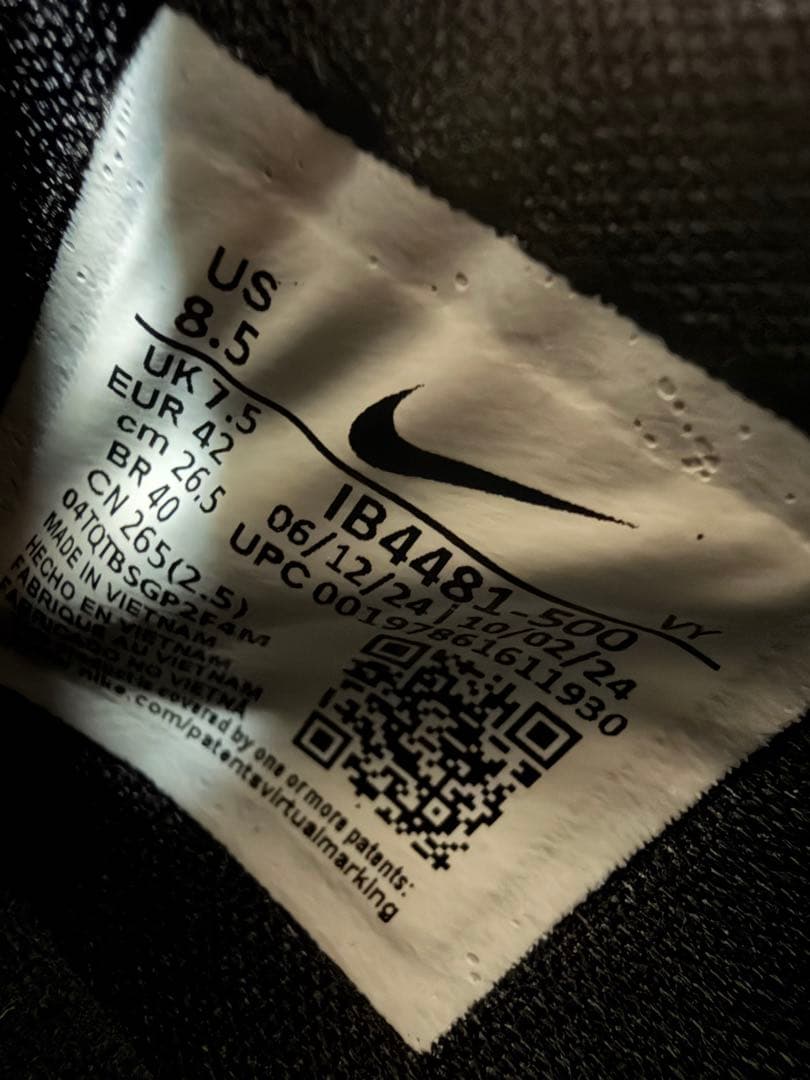 US
8.5
UK 7.5
EUR 42
cm 26.5
BR 40
CN 265(2.5)
04TQTBSGP2F4M
MADE IN VIETNAM
HECHO EN VIETNAM
FABRIQUE AU VIETNAM
NO VIETNA
covered by one or more patents:
nike.com/patentsvirtualmarking
IB4481-500 VY
06/12/24 | 10/02/24
UPC 00197861611930